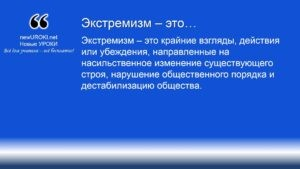 Экстремизм – это…
newUROKI.net
Новые УРОКИ
Всё для учителя – всё бесплатно!
Экстремизм – это крайние взгляды, действия
или убеждения, направленные на
насильственное изменение существующего
строя, нарушение общественного порядка и
дестабилизацию общества.